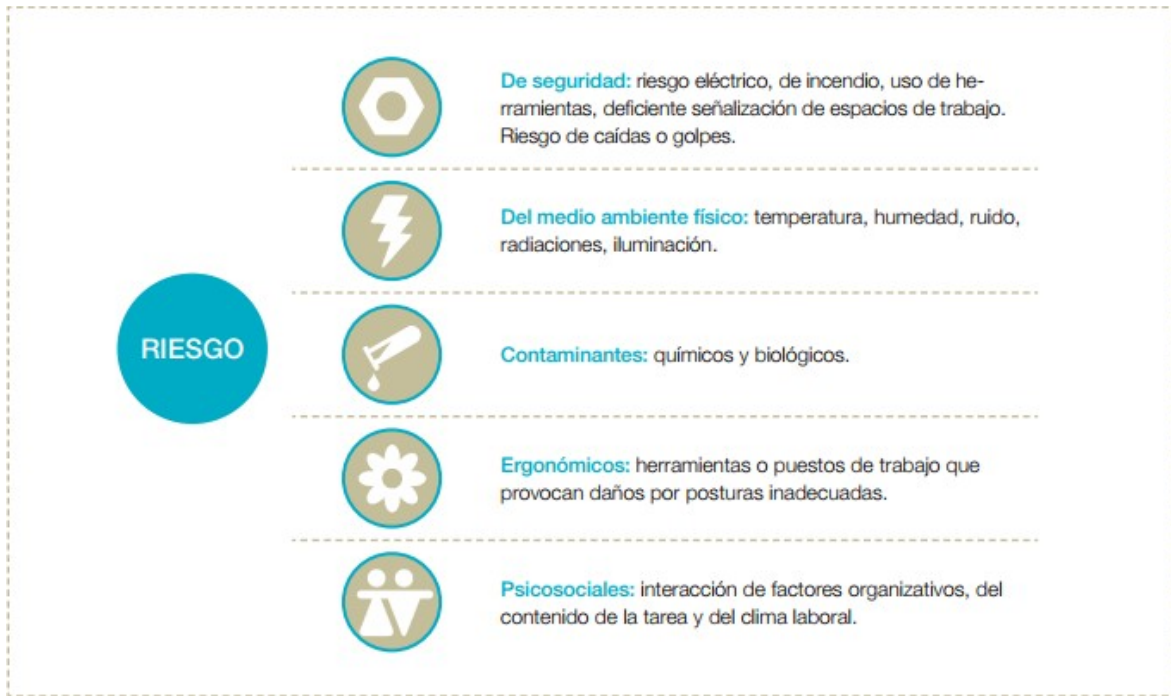 De seguridad: riesgo eléctrico, de incendio, uso de he-
rramientas, deficiente señalización de espacios de trabajo.
Riesgo de caídas o golpes.
Del medio ambiente físico: temperatura, humedad, ruido,
radiaciones, iluminación.
RIESGO
Contaminantes: químicos y biológicos.
Ergonómicos: herramientas o puestos de trabajo que
provocan daños por posturas inadecuadas.
Psicosociales: interacción de factores organizativos, del
contenido de la tarea y del clima laboral.